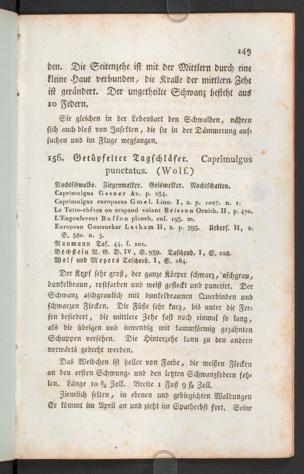 149
den. Die Seitenzehe ist mit der Mittlern durch eine
kleine Haut verbunden, die Kralle der mittlern Zehe
ist gerändert. Der ungetheilte Schwanz besteht aus
10 Federn.
Sie gleichen in der Lebensart den Schwalben, nähren
sich auch bloß von Insekten, die sie in der Dämmerung auf-
suchen und im Fluge wegfangen.
156. Getüpfelter Tagschläfer. Caprimulgus
punctatus. (Wolf.)
Nachtschwalbe. Ziegenmelker. Geismelker. Nachtschatten.
Caprimulgus Gesner Av. p. 234.
Caprimulgus europaeus Gmel. Linn. I, 2. p. 1027. n. 1.
Le Tette-chèvre ou crapaud volant Brisson Ornith. II, p. 470.
L'Engoulevent Buffon planch. enl. 193. m.
European Goatsucker Latham II, 2. p. 593. Uebers. II, 2.
S. 580. n. 5.
Naumann Taf. 44. f. 101.
Bechstein N. G. D. IV, S. 939. Taschenb. I, S. 228.
Wolf und Meyers Taschenb. I, S. 284.
Der Kopf sehr groß, der ganze Körper schwarz, aschgrau,
dunkelbraun, rostfarben und weiß gefleckt und punctirt. Der
Schwanz aschgraulich mit dunkelbraunen Querbinden und
schwarzen Flecken. Die Füße sehr kurz, bis unter die Fer-
sen befiedert, die mittlere Zehe fast noch einmal so lang,
als die übrigen und inwendig mit kammförmig gezähnten
Schuppen versehen. Die Hinterzehe kann zu den andern
vorwärts gedreht werden.
Das Weibchen ist heller von Farbe, die weißen Flecken
an den ersten Schwung- und den letzten Schwanzfedern feh-
len. Länge 10 Zoll. Breite 1 Fuß 9 Zoll.
Ziemlich selten, in ebenen und gebirgichten Waldungen
Er kömmt im April an und zieht im Spätherbst fort. Seine